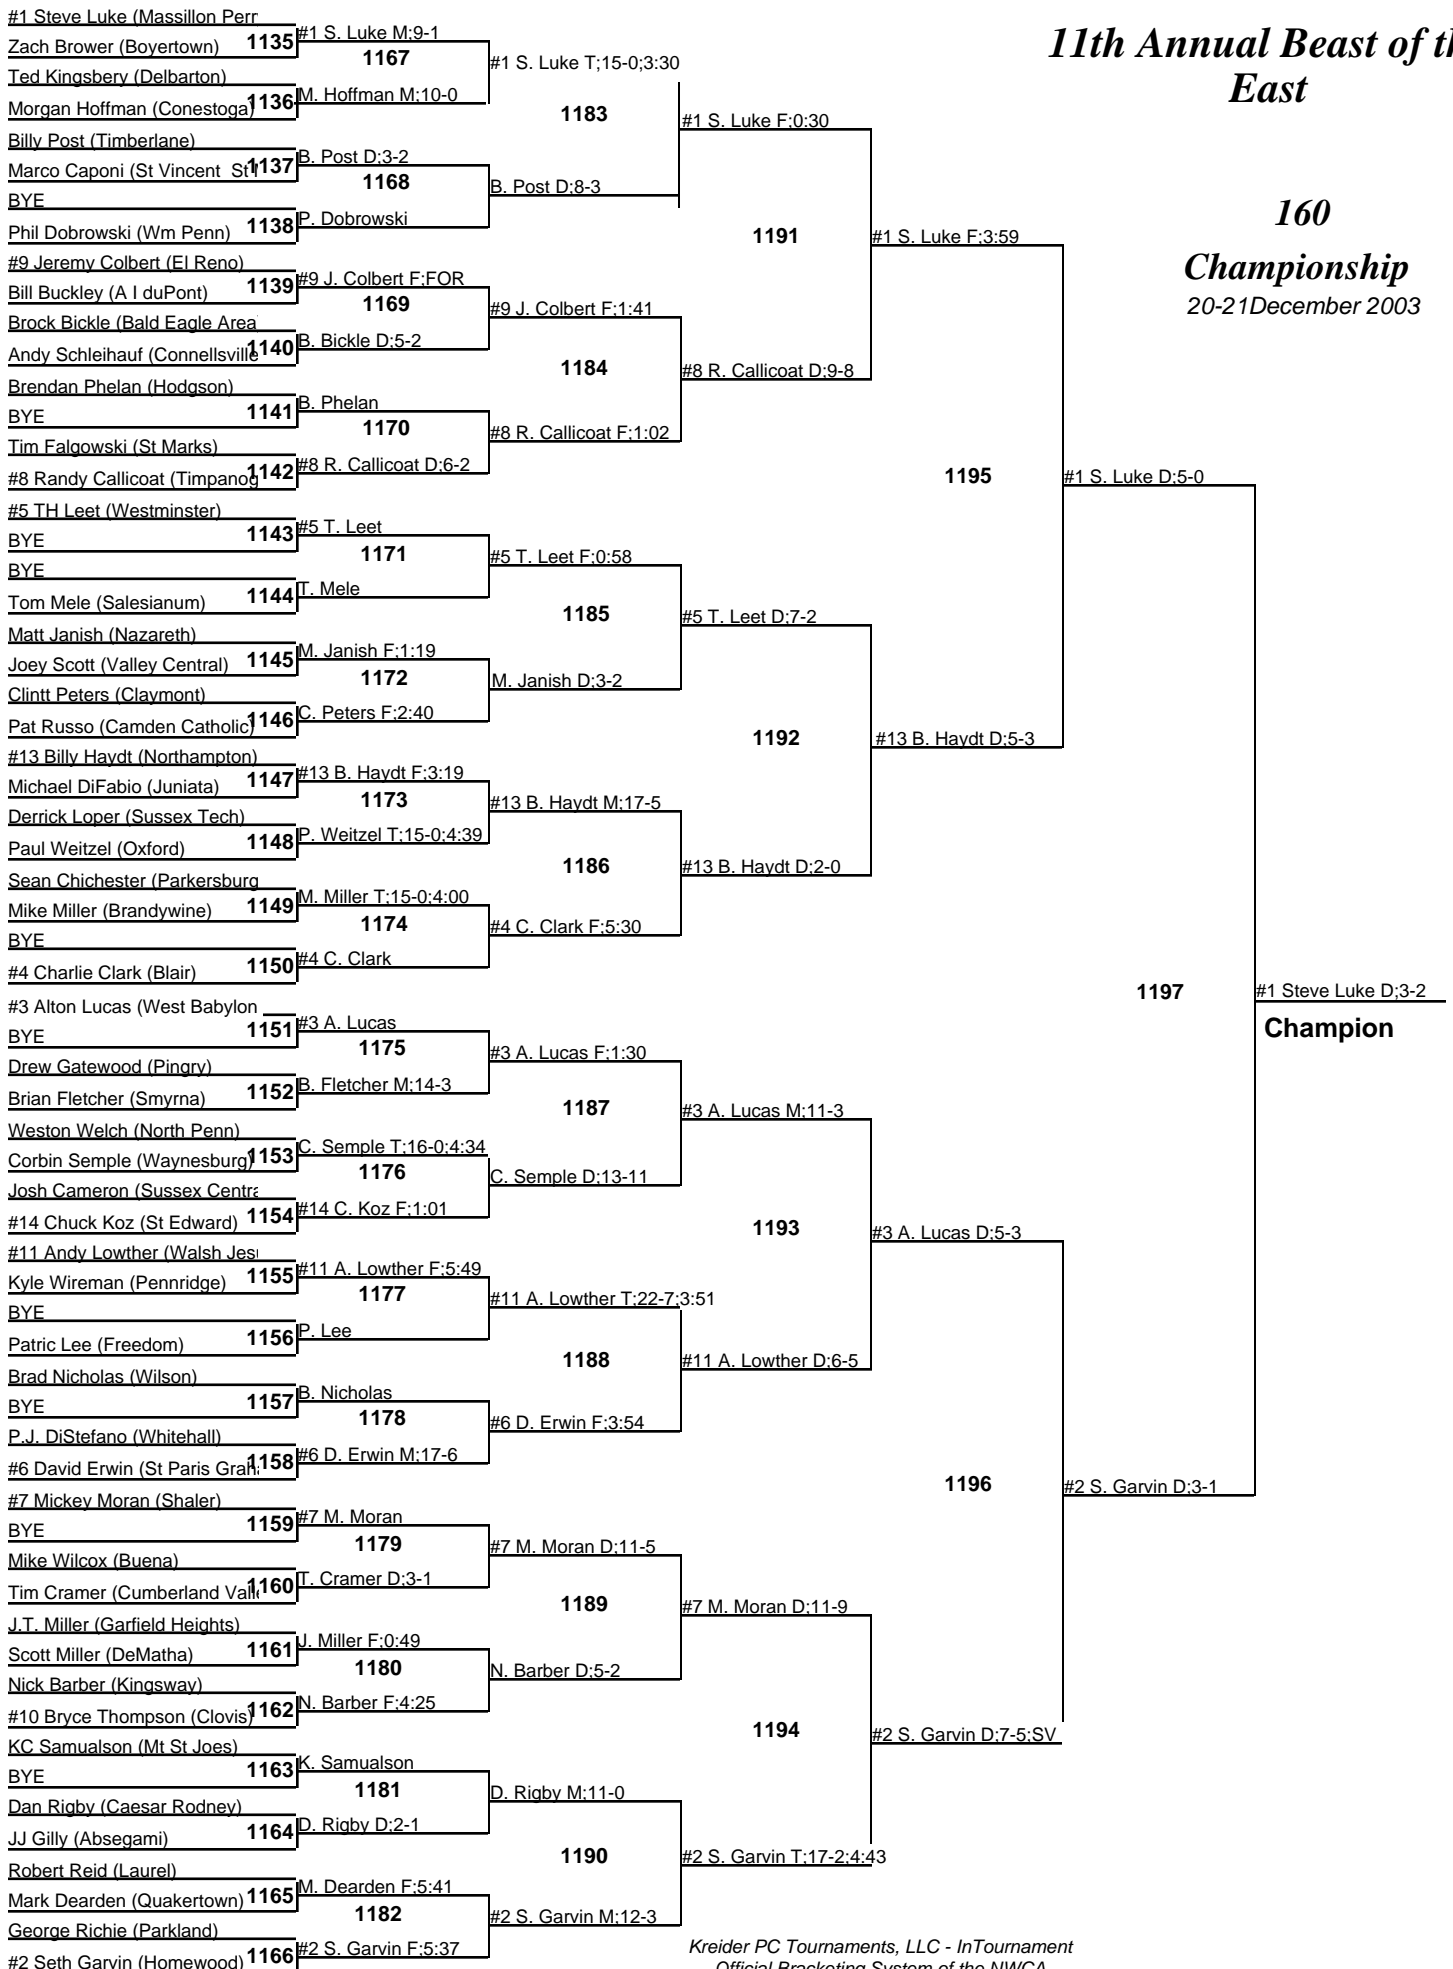 #1 Steve Luke (Massillon Perr
Zach Brower (Boyertown)
1135
#1 S. Luke M;9-1
Ted Kingsbery (Delbarton)
Morgan Hoffman (Conestoga)
1136
M. Hoffman M;10-0
1167
#1 S. Luke T;15-0;3:30
Billy Post (Timberlane)
Marco Caponi (St Vincent St
1137
B. Post D;3-2
BYE
Phil Dobrowski (Wm Penn)
1138
P. Dobrowski
1168
B. Post D;8-3
1183
#1 S. Luke F;0:30
#9 Jeremy Colbert (El Reno)
Bill Buckley (A I duPont)
1139
#9 J. Colbert F;FOR
Brock Bickle (Bald Eagle Area
Andy Schleihauf (Connellsville
1140
B. Bickle D;5-2
1169
#9 J. Colbert F;1:41
Brendan Phelan (Hodgson)
BYE
1141
B. Phelan
Tim Falgowski (St Marks)
#8 Randy Callicoat (Timpanog
1142
#8 R. Callicoat D;6-2
1170
#8 R. Callicoat F;1:02
1184
#8 R. Callicoat D;9-8
1191
#1 S. Luke F;3:59
#5 TH Leet (Westminster)
BYE
1143
#5 T. Leet
BYE
Tom Mele (Salesianum)
1144
T. Mele
1171
#5 T. Leet F;0:58
Matt Janish (Nazareth)
Joey Scott (Valley Central)
1145
M. Janish F;1:19
Clintt Peters (Claymont)
Pat Russo (Camden Catholic)
1146
C. Peters F;2:40
1172
M. Janish D;3-2
1185
#5 T. Leet D;7-2
#13 Billy Haydt (Northampton)
Michael DiFabio (Juniata)
1147
#13 B. Haydt F;3:19
Derrick Loper (Sussex Tech)
Paul Weitzel (Oxford)
1148
P. Weitzel T;15-0;4:39
1173
#13 B. Haydt M;17-5
Sean Chichester (Parkersburg
Mike Miller (Brandywine)
1149
M. Miller T;15-0;4:00
BYE
#4 Charlie Clark (Blair)
1150
#4 C. Clark
1174
#4 C. Clark F;5:30
1186
#13 B. Haydt D;2-0
1192
#13 B. Haydt D;5-3
1195
#1 S. Luke D;5-0
#3 Alton Lucas (West Babylon
BYE
1151
#3 A. Lucas
Drew Gatewood (Pingry)
Brian Fletcher (Smyrna)
1152
B. Fletcher M;14-3
1175
#3 A. Lucas F;1:30
Weston Welch (North Penn)
Corbin Semple (Waynesburg)
1153
C. Semple T;16-0;4:34
Josh Cameron (Sussex Centra
#14 Chuck Koz (St Edward)
1154
#14 C. Koz F;1:01
1176
C. Semple D;13-11
1187
#3 A. Lucas M;11-3
#11 Andy Lowther (Walsh Jesu
Kyle Wireman (Pennridge)
1155
#11 A. Lowther F;5:49
BYE
Patric Lee (Freedom)
1156
P. Lee
1177
#11 A. Lowther T;22-7;3:51
Brad Nicholas (Wilson)
BYE
1157
B. Nicholas
P.J. DiStefano (Whitehall)
#6 David Erwin (St Paris Graha
1158
#6 D. Erwin M;17-6
1178
#6 D. Erwin F;3:54
1188
#11 A. Lowther D;6-5
1193
#3 A. Lucas D;5-3
#7 Mickey Moran (Shaler)
BYE
1159
#7 M. Moran
Mike Wilcox (Buena)
Tim Cramer (Cumberland Valle
1160
T. Cramer D;3-1
1179
#7 M. Moran D;11-5
J.T. Miller (Garfield Heights)
Scott Miller (DeMatha)
1161
J. Miller F;0:49
Nick Barber (Kingsway)
#10 Bryce Thompson (Clovis)
1162
N. Barber F;4:25
1180
N. Barber D;5-2
1189
#7 M. Moran D;11-9
KC Samualson (Mt St Joes)
BYE
1163
K. Samualson
Dan Rigby (Caesar Rodney)
JJ Gilly (Absegami)
1164
D. Rigby D;2-1
1181
D. Rigby M;11-0
Robert Reid (Laurel)
Mark Dearden (Quakertown)
1165
M. Dearden F;5:41
George Richie (Parkland)
#2 Seth Garvin (Homewood)
1166
#2 S. Garvin F;5:37
1182
#2 S. Garvin M;12-3
1190
#2 S. Garvin T;17-2;4:43
1194
#2 S. Garvin D;7-5;SV
1196
#2 S. Garvin D;3-1
1197
#1 Steve Luke D;3-2
Champion
11th Annual Beast of th
East
160
Championship
20-21December 2003
Kreider PC Tournaments, LLC - InTournament
Official Bracketing System of the NWCA